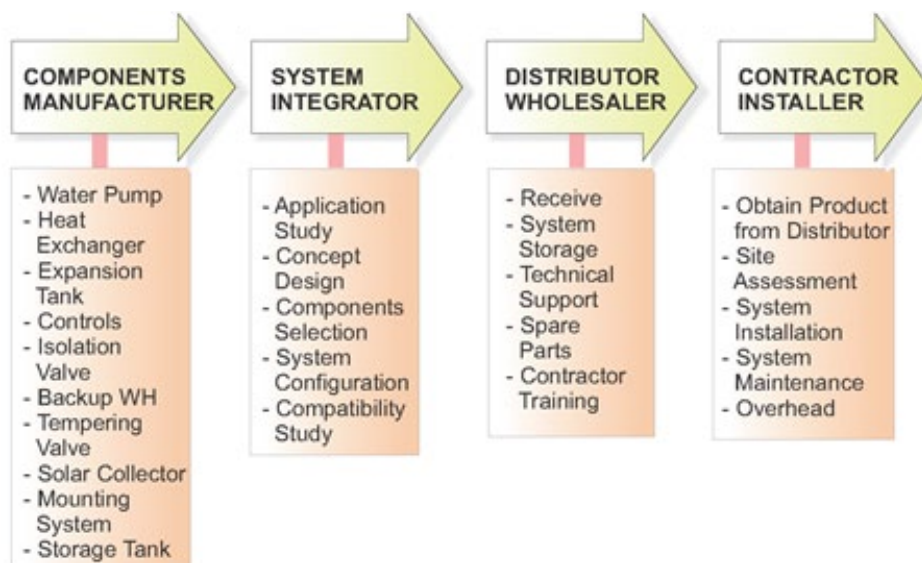 COMPONENTS
MANUFACTURER
- Water Pump
- Heat
Exchanger
- Expansion
Tank
- Controls
- Isolation
Valve
- Backup WH
- Tempering
Valve
- Solar Collector
- Mounting
System
- Storage Tank
SYSTEM
INTEGRATOR
- Application
Study
- Concept
Design
- Components
Selection
- System
Configuration
- Compatibility
Study
DISTRIBUTOR
WHOLESALER
- Receive
- System
Storage
- Technical
Support
- Spare
Parts
- Contractor
Training
CONTRACTOR
INSTALLER
- Obtain Product
from Distributor
- Site
Assessment
- System
Installation
- System
Maintenance
- Overhead